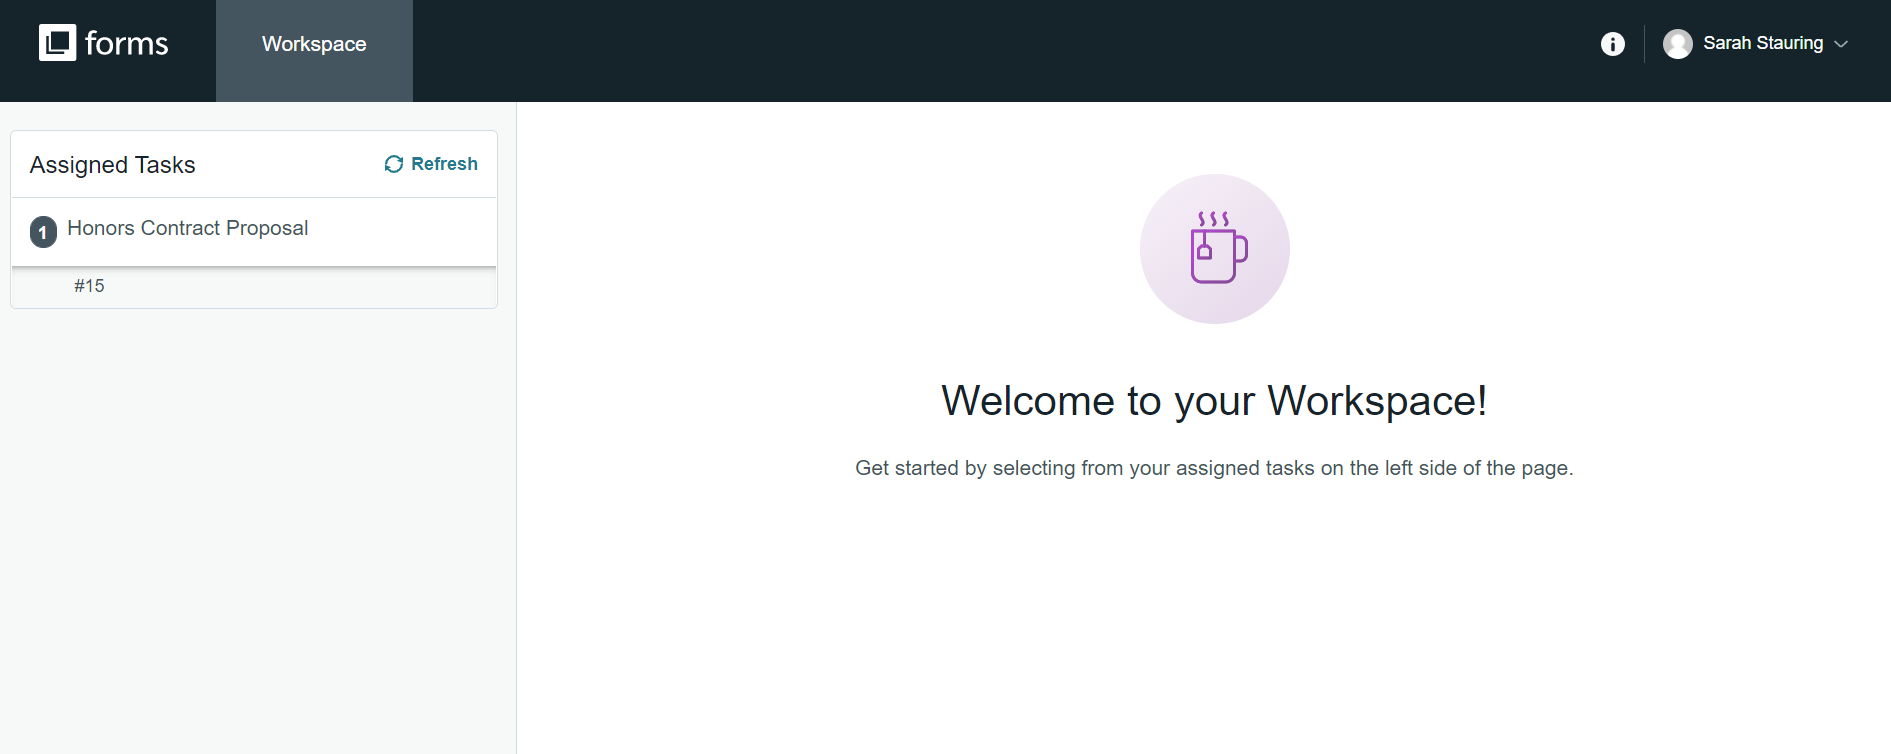 forms
Workspace
Sarah Stauring
Assigned Tasks
Refresh
1 Honors Contract Proposal
#15
Welcome to your Workspace!
Get started by selecting from your assigned tasks on the left side of the page.